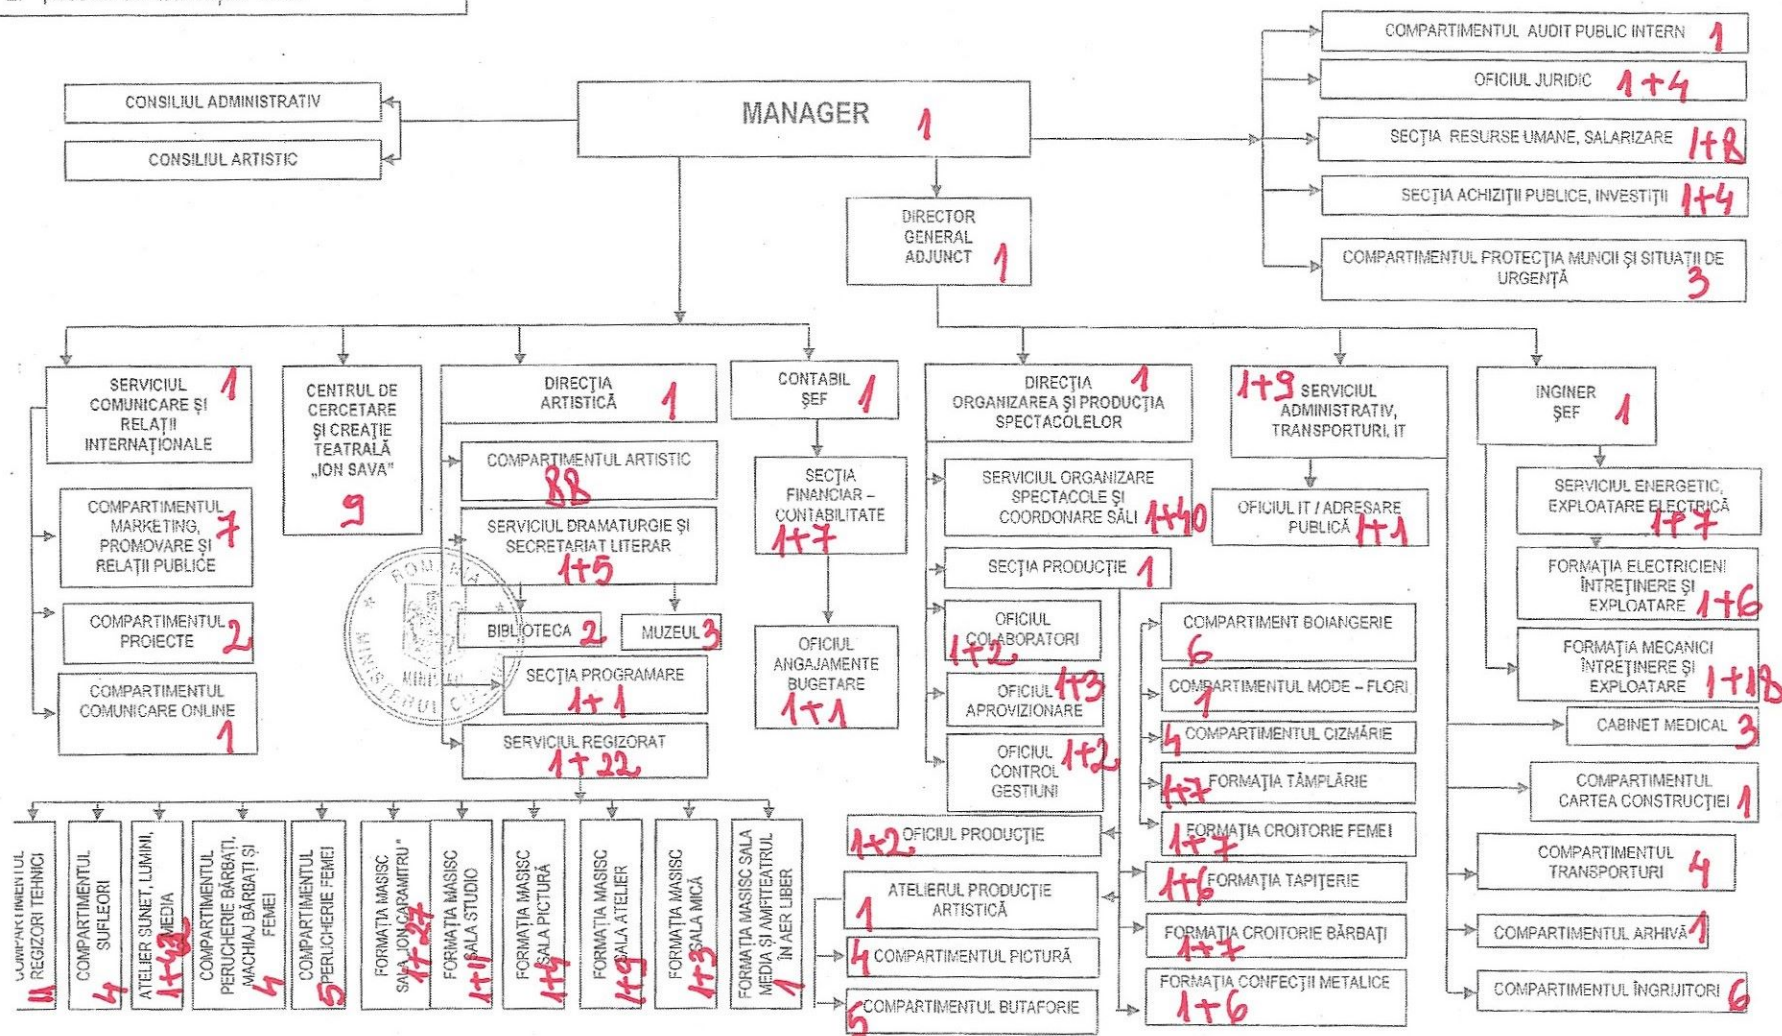 CONSILIUL ADMINISTRATIV
CONSILIUL ARTISTIC
MANAGER 1
DIRECTOR
GENERAL
ADJUNCT 1
COMPARTIMENTUL AUDIT PUBLIC INTERN 1
OFICIUL JURIDIC 1+4
SECȚIA RESURSE UMANE, SALARIZARE 1+8
SECȚIA ACHIZIȚII PUBLICE, INVESTIȚII 1+4
COMPARTIMENTUL PROTECȚIA MUNCII ȘI SITUAȚII DE
URGENȚĂ 3
SERVICIUL 1
COMUNICARE ȘI
RELAȚII
INTERNAȚIONALE
COMPARTIMENTUL
MARKETING, 7
PROMOVARE ȘI
RELAȚII PUBLICE
COMPARTIMENTUL
PROIECTE 2
COMPARTIMENTUL
COMUNICARE ONLINE
1
CENTRUL DE
CERCETARE
ȘI CREAȚIE
TEATRALĂ
„ION SAVA”
9
DIRECȚIA
ARTISTICĂ 1
COMPARTIMENTUL ARTISTIC
88
SERVICIUL DRAMATURGIE ȘI
SECRETARIAT LITERAR
1+5
BIBLIOTECA 2
MUZEUL 3
SECȚIA PROGRAMARE
1+1
SERVICIUL REGIZORAT
1+22
ROMÂNIA
CONTABIL
ȘEF 1
SECȚIA
FINANCIAR –
CONTABILITATE
1+7
OFICIUL
ANGAJAMENTE
BUGETARE
1+1
DIRECȚIA 1
ORGANIZAREA ȘI PRODUCȚIA
SPECTACOLELOR
SERVICIUL ORGANIZARE
SPECTACOLE ȘI
COORDONARE SĂLI 1+40
SECȚIA PRODUCȚIE 1
OFICIUL
COLABORATORI
1+2
OFICIUL 1+3
APROVIZIONARE
OFICIUL 1+2
CONTROL
GESTIUNI
1+2 OFICIUL PRODUCȚIE
ATELIERUL PRODUCȚIE
ARTISTICĂ
1
4 COMPARTIMENTUL PICTURĂ
5 COMPARTIMENTUL BUTAFORIE
COMPARTIMENT BOIANGERIE
6
COMPARTIMENTUL MODE – FLORI
1
4 COMPARTIMENTUL CIZMĂRIE
1+7 FORMAȚIA TÂMPLĂRIE
FORMAȚIA CROITORIE FEMEI
1+7
1+6 FORMAȚIA TAPIȚERIE
FORMAȚIA CROITORIE BĂRBAȚI
1+7
FORMAȚIA CONFECȚII METALICE
1+6
1+9 SERVICIUL
ADMINISTRATIV,
TRANSPORTURI, IT
OFICIUL IT / ADRESARE
PUBLICĂ 1+1
INGINER
ȘEF 1
SERVICIUL ENERGETIC,
EXPLOATARE ELECTRICĂ
1+7
FORMAȚIA ELECTRICIENI
ÎNTREȚINERE ȘI
EXPLOATARE 1+6
FORMAȚIA MECANICI
ÎNTREȚINERE ȘI
EXPLOATARE 1+18
CABINET MEDICAL 3
COMPARTIMENTUL
CARTEA CONSTRUCȚIEI 1
COMPARTIMENTUL
TRANSPORTURI 4
COMPARTIMENTUL ARHIVĂ 1
COMPARTIMENTUL ÎNGRIJITORI 6
REGIZORI TEHNICI
11
COMPARTIMENTUL
SUFLEORI
4
ATELIER SUNET, LUMINI,
MEDIA
COMPARTIMENTUL
PERUCHERIE BĂRBAȚI,
MACHIAJ BĂRBAȚI ȘI
FEMEI
4
COMPARTIMENTUL
PERUCHERIE FEMEI
5
FORMAȚIA MASISC
SALA „ION CARAMITRU”
1+27
FORMAȚIA MASISC
SALA STUDIO
1+11
FORMAȚIA MASISC
SALA PICTURĂ
1+4
FORMAȚIA MASISC
SALA ATELIER
1+9
FORMAȚIA MASISC
SALA MICĂ
1+3
FORMAȚIA MASISC SALA
MEDIA ȘI AMFITEATRUL
ÎN AER LIBER
1